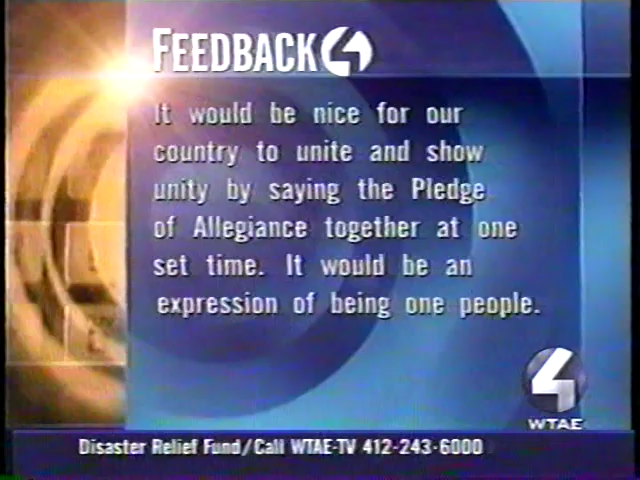 FEEDBACK 4
It would be nice for our
country to unite and show
unity by saying the Pledge
of Allegiance together at one
set time. It would be an
expression of being one people.
4
WTAE
Disaster Relief Fund/Call WTAE-TV 412-243-6000